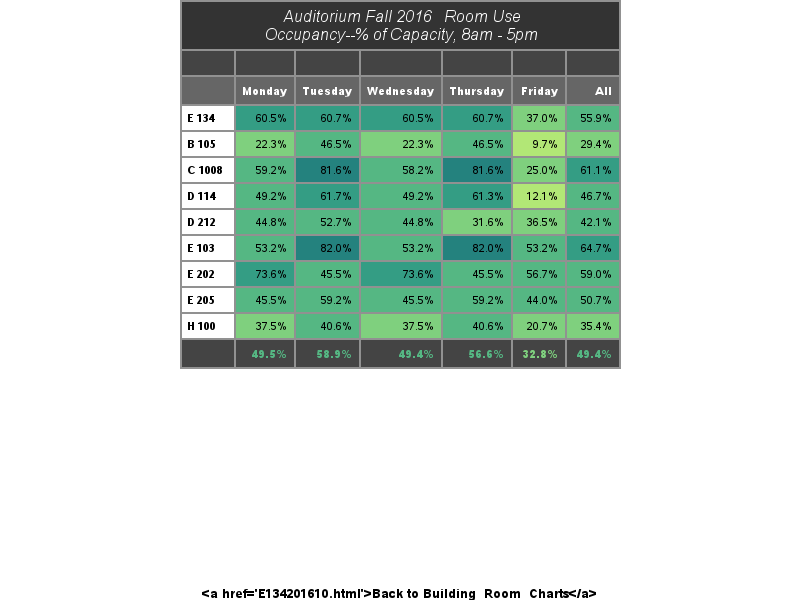 Auditorium Fall 2016 Room Use
Occupancy--% of Capacity, 8am - 5pm
Monday Tuesday Wednesday Thursday Friday All
E 134 60.5% 60.7% 60.5% 60.7% 37.0% 55.9%
B 105 22.3% 46.5% 22.3% 46.5% 9.7% 29.4%
C 1008 59.2% 81.6% 58.2% 81.6% 25.0% 61.1%
D 114 49.2% 61.7% 49.2% 61.3% 12.1% 46.7%
D 212 44.8% 52.7% 44.8% 31.6% 36.5% 42.1%
E 103 53.2% 82.0% 53.2% 82.0% 53.2% 64.7%
E 202 73.6% 45.5% 73.6% 45.5% 56.7% 59.0%
E 205 45.5% 59.2% 45.5% 59.2% 44.0% 50.7%
H 100 37.5% 40.6% 37.5% 40.6% 20.7% 35.4%
49.5% 58.9% 49.4% 56.6% 32.8% 49.4%
<a href='E134201610.html'>Back to Building_Room_Charts</a>